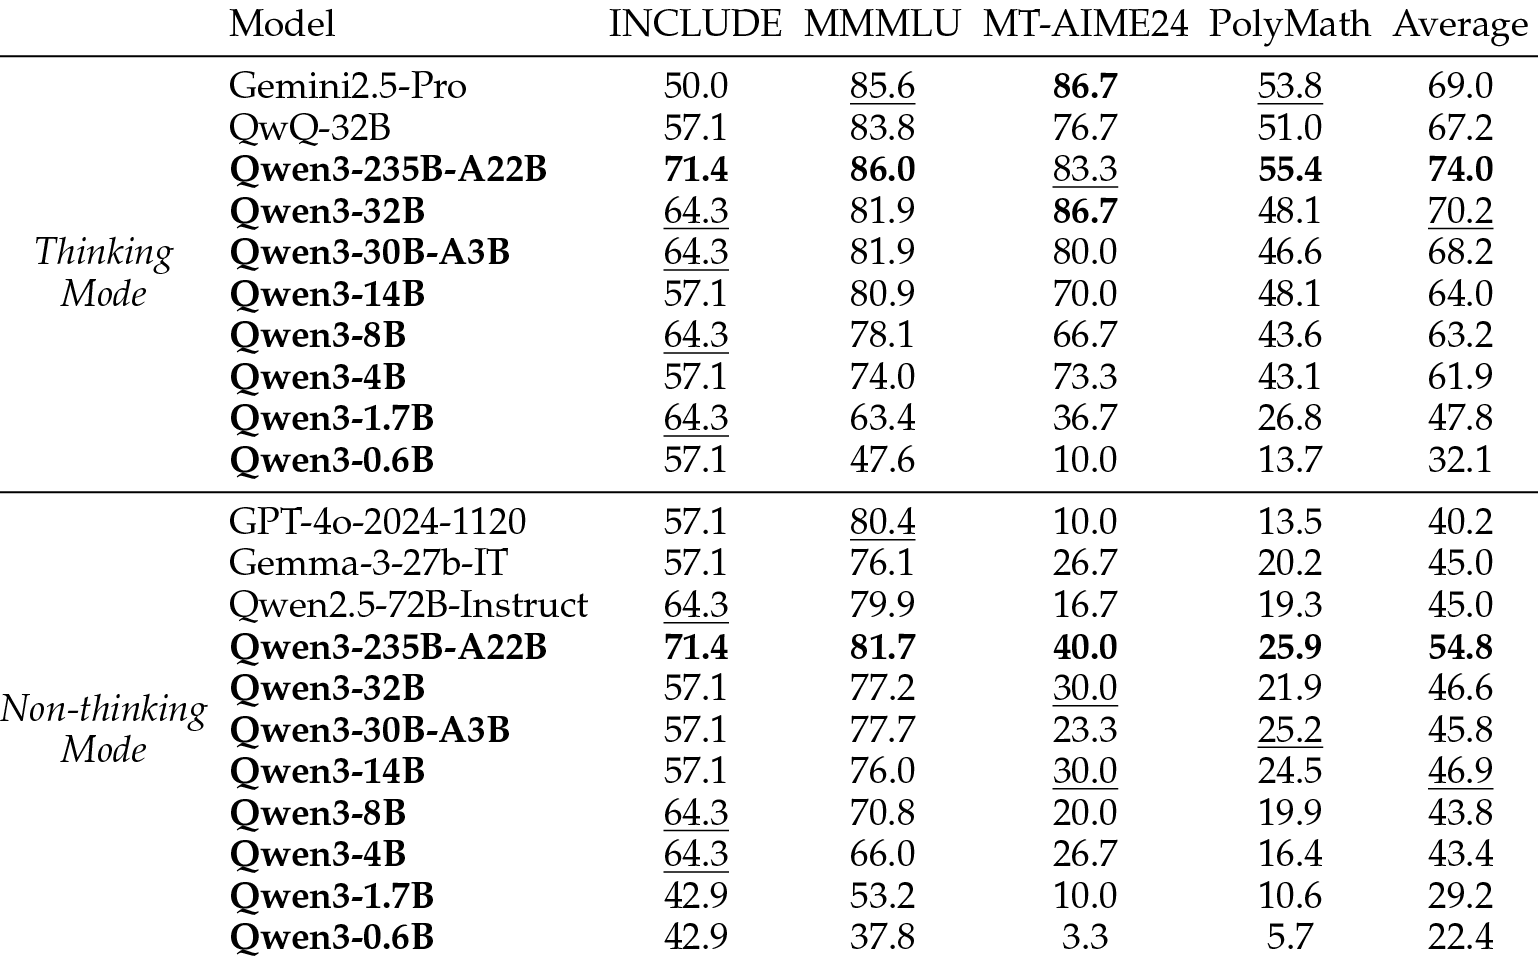 Model INCLUDE MMMLU MT-AIME24 PolyMath Average
Thinking Mode
Gemini2.5-Pro 50.0 85.6 86.7 53.8 69.0
QwQ-32B 57.1 83.8 76.7 51.0 67.2
Qwen3-235B-A22B 71.4 86.0 83.3 55.4 74.0
Qwen3-32B 64.3 81.9 86.7 48.1 70.2
Qwen3-30B-A3B 64.3 81.9 80.0 46.6 68.2
Qwen3-14B 57.1 80.9 70.0 48.1 64.0
Qwen3-8B 64.3 78.1 66.7 43.6 63.2
Qwen3-4B 57.1 74.0 73.3 43.1 61.9
Qwen3-1.7B 64.3 63.4 36.7 26.8 47.8
Qwen3-0.6B 57.1 47.6 10.0 13.7 32.1
Non-thinking Mode
GPT-4o-2024-1120 57.1 80.4 10.0 13.5 40.2
Gemma-3-27b-IT 57.1 76.1 26.7 20.2 45.0
Qwen2.5-72B-Instruct 64.3 79.9 16.7 19.3 45.0
Qwen3-235B-A22B 71.4 81.7 40.0 25.9 54.8
Qwen3-32B 57.1 77.2 30.0 21.9 46.6
Qwen3-30B-A3B 57.1 77.7 23.3 25.2 45.8
Qwen3-14B 57.1 76.0 30.0 24.5 46.9
Qwen3-8B 64.3 70.8 20.0 19.9 43.8
Qwen3-4B 64.3 66.0 26.7 16.4 43.4
Qwen3-1.7B 42.9 53.2 10.0 10.6 29.2
Qwen3-0.6B 42.9 37.8 3.3 5.7 22.4